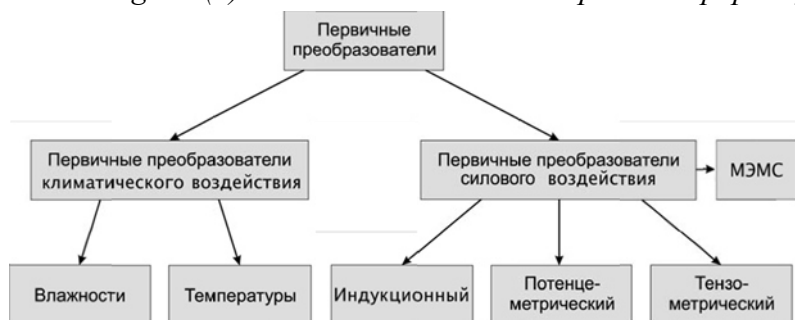 Первичные
преобразователи
Первичные преобразователи
климатического воздействия
Первичные преобразователи
силового воздействия
МЭМС
Влажности
Температуры
Индукционный
Потенце-
метрический
Тензо-
метрический